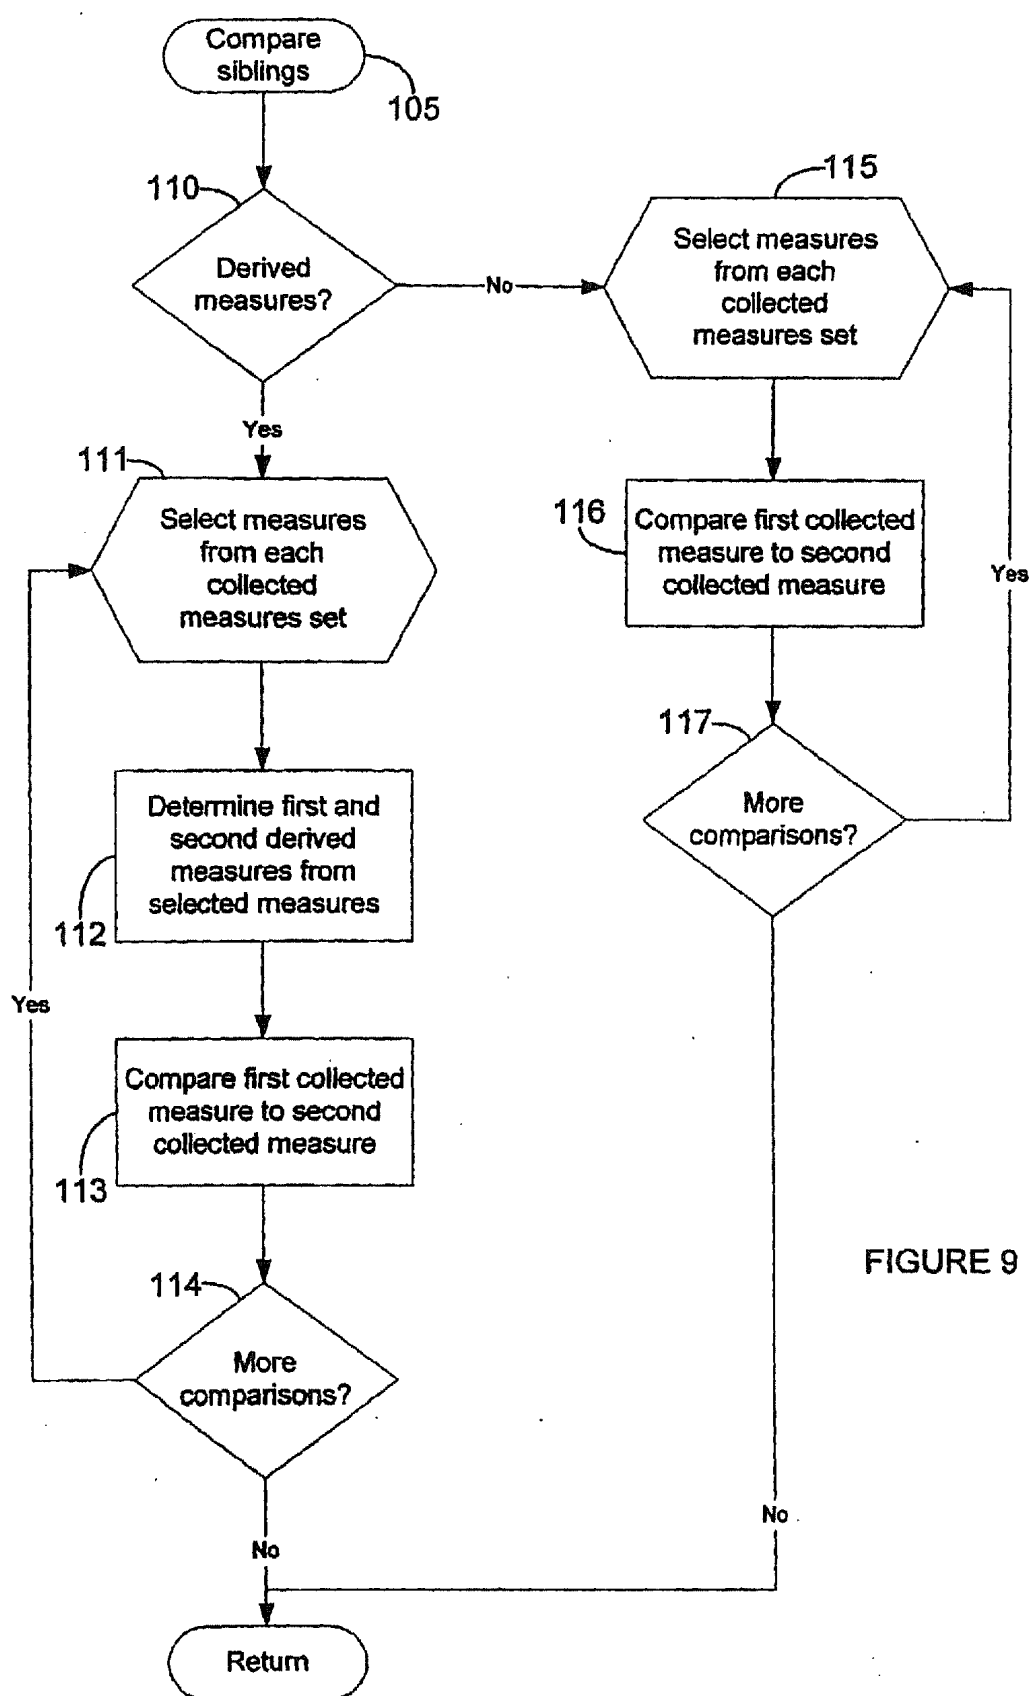 Compare
siblings
105
110
Derived
measures?
No
Yes
115
Select measures
from each
collected
measures set
116
Compare first collected
measure to second
collected measure
Yes
117
More
comparisons?
No
111
Select measures
from each
collected
measures set
Determine first and
second derived
measures from
selected measures
112
Yes
Compare first collected
measure to second
collected measure
113
114
More
comparisons?
No
Return
FIGURE 9